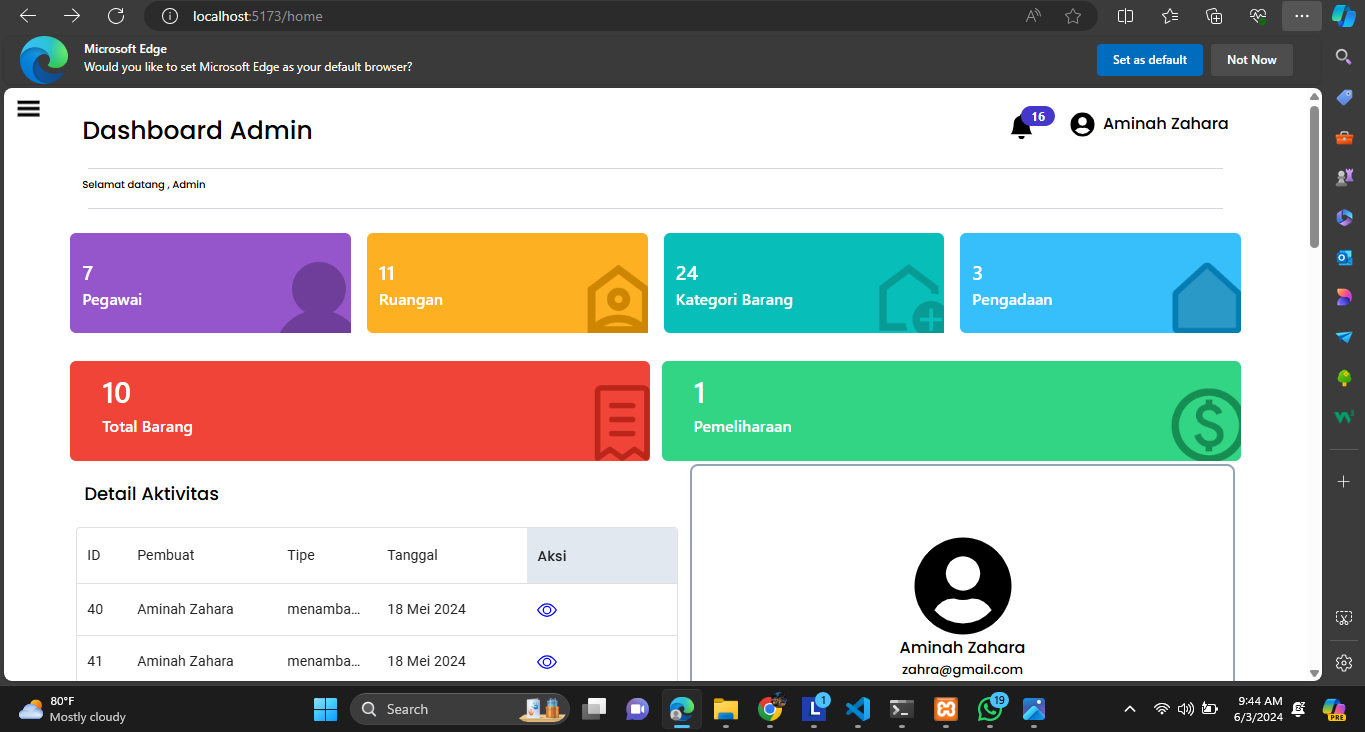 localhost:5173/home
Microsoft Edge
Would you like to set Microsoft Edge as your default browser?
Set as default
Not Now
Dashboard Admin
16
Aminah Zahara
Selamat datang , Admin
7
Pegawai
11
Ruangan
24
Kategori Barang
3
Pengadaan
10
Total Barang
1
Pemeliharaan
Detail Aktivitas
ID Pembuat Tipe Tanggal Aksi
40 Aminah Zahara menamba... 18 Mei 2024
41 Aminah Zahara menamba... 18 Mei 2024
Aminah Zahara
zahra@gmail.com
80°F
Mostly cloudy
Search
1
19
9:44 AM
6/3/2024
PRE